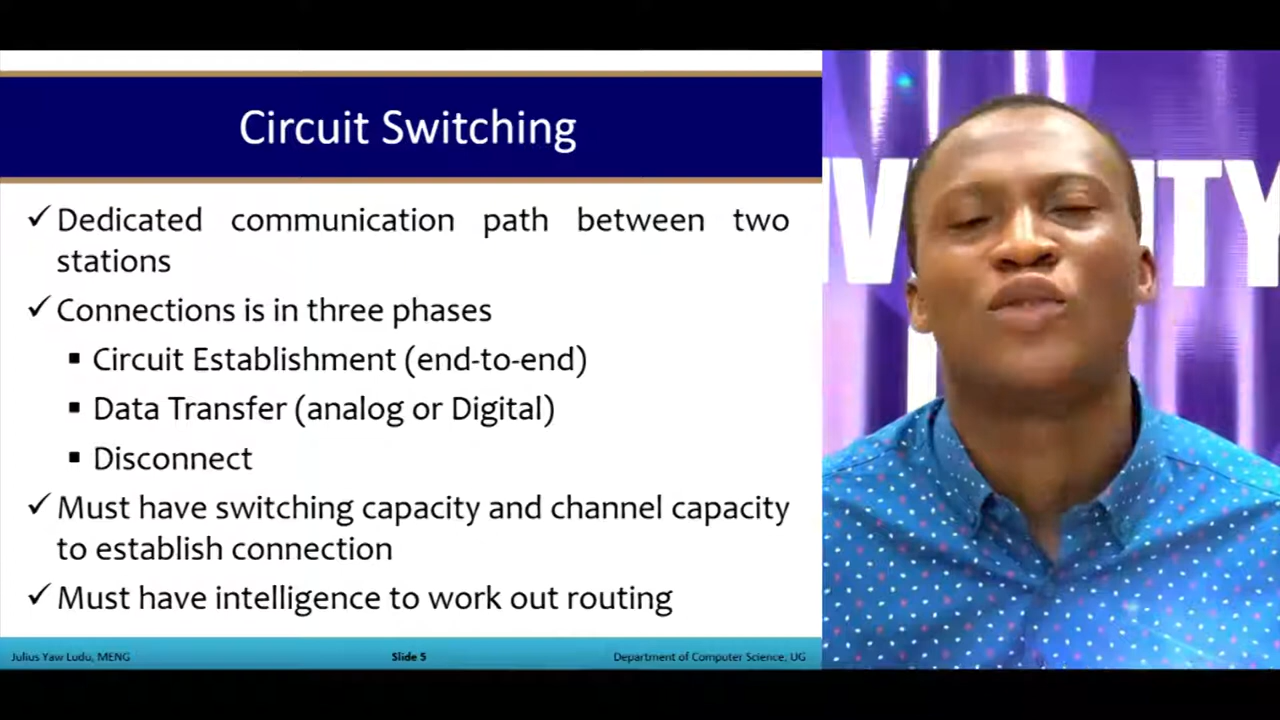 Circuit Switching
✓ Dedicated communication path between two
stations
✓ Connections is in three phases
▪ Circuit Establishment (end-to-end)
▪ Data Transfer (analog or Digital)
▪ Disconnect
✓ Must have switching capacity and channel capacity
to establish connection
✓ Must have intelligence to work out routing
Julius Yaw Ludu, MENG
Slide 5
Department of Computer Science, UG
IV
ITY